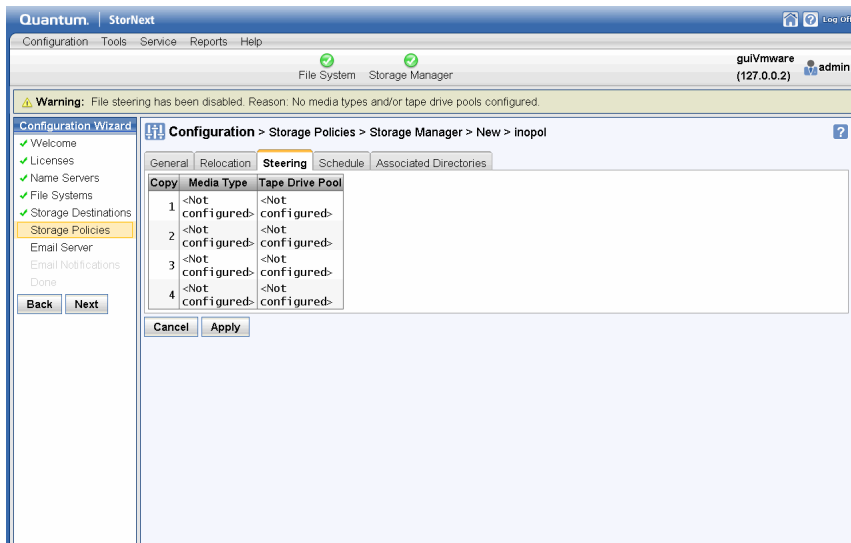 Quantum. StorNext
Log Off
Configuration Tools Service Reports Help
File System Storage Manager
guiVmware
(127.0.0.2)
admin
Warning: File steering has been disabled. Reason: No media types and/or tape drive pools configured.
Configuration Wizard
Welcome
Licenses
Name Servers
File Systems
Storage Destinations
Storage Policies
Email Server
Email Notifications
Done
Back Next
Configuration > Storage Policies > Storage Manager > New > inopol
?
General Relocation Steering Schedule Associated Directories
Copy Media Type Tape Drive Pool
1 <Not configured> <Not configured>
2 <Not configured> <Not configured>
3 <Not configured> <Not configured>
4 <Not configured> <Not configured>
Cancel Apply